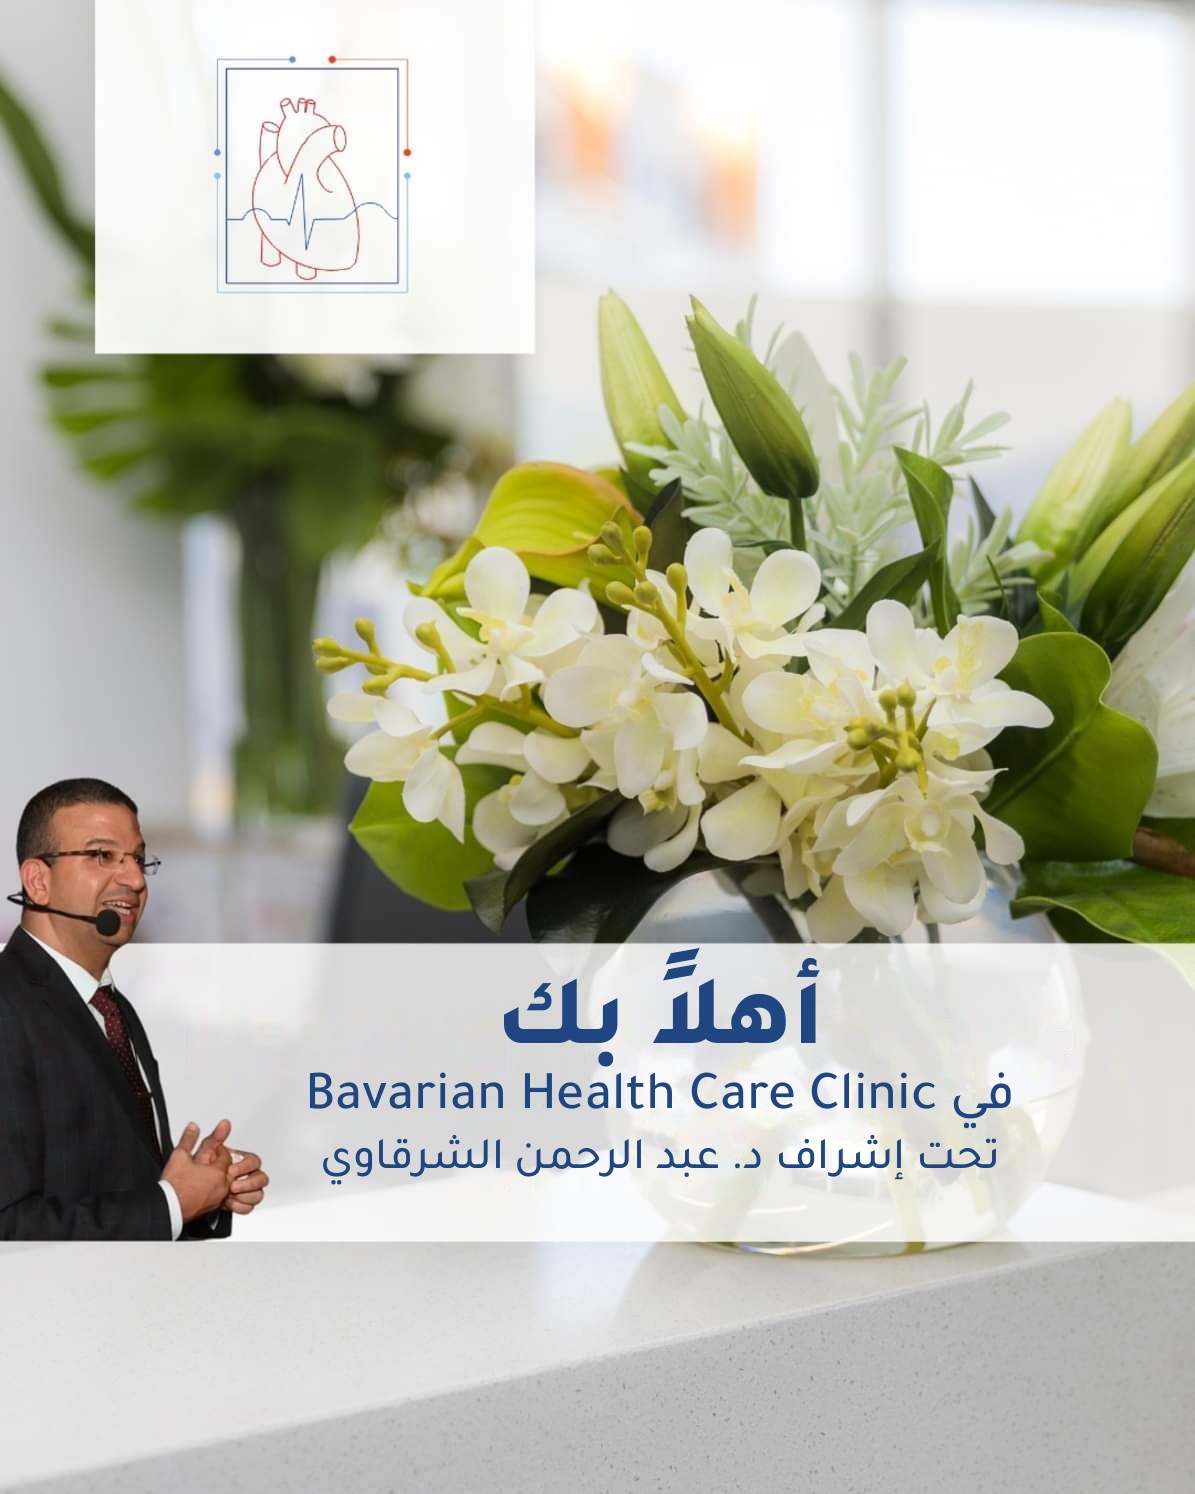 أهلاً بك
في Bavarian Health Care Clinic
تحت إشراف د. عبد الرحمن الشرقاوي